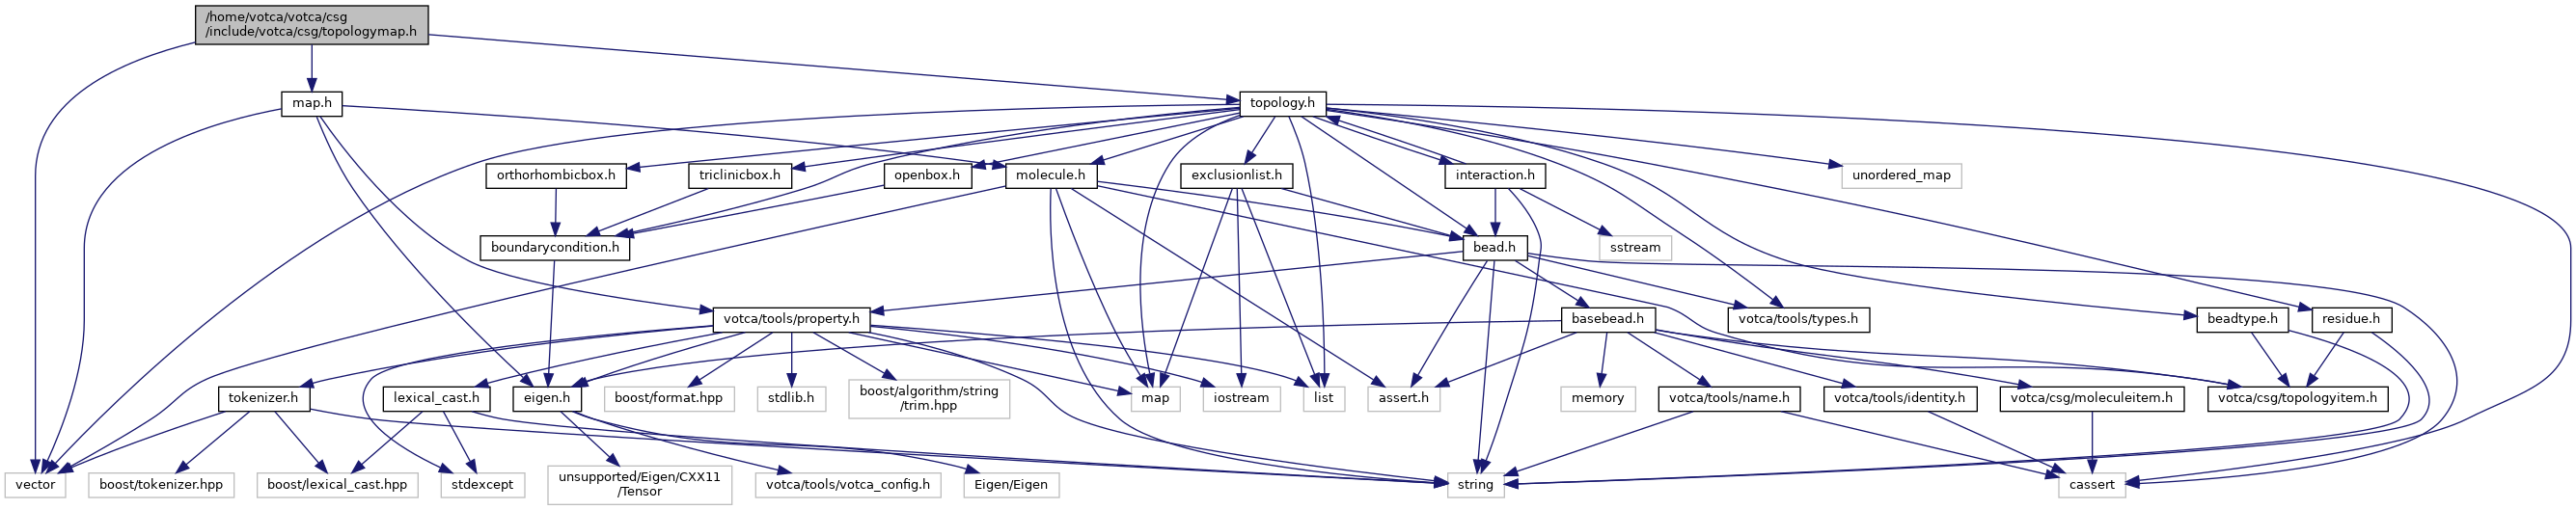 /home/votca/votca/csg
/include/votca/csg/topologymap.h
map.h
topology.h
orthorhombicbox.h
triclinicbox.h
openbox.h
molecule.h
exclusionlist.h
interaction.h
unordered_map
boundarycondition.h
bead.h
sstream
votca/tools/property.h
basebead.h
votca/tools/types.h
beadtype.h
residue.h
tokenizer.h
lexical_cast.h
eigen.h
boost/format.hpp
stdlib.h
boost/algorithm/string
/trim.hpp
map
iostream
list
assert.h
memory
votca/tools/name.h
votca/tools/identity.h
votca/csg/moleculeitem.h
votca/csg/topologyitem.h
vector
boost/tokenizer.hpp
boost/lexical_cast.hpp
stdexcept
unsupported/Eigen/CXX11
/Tensor
votca/tools/votca_config.h
Eigen/Eigen
string
cassert